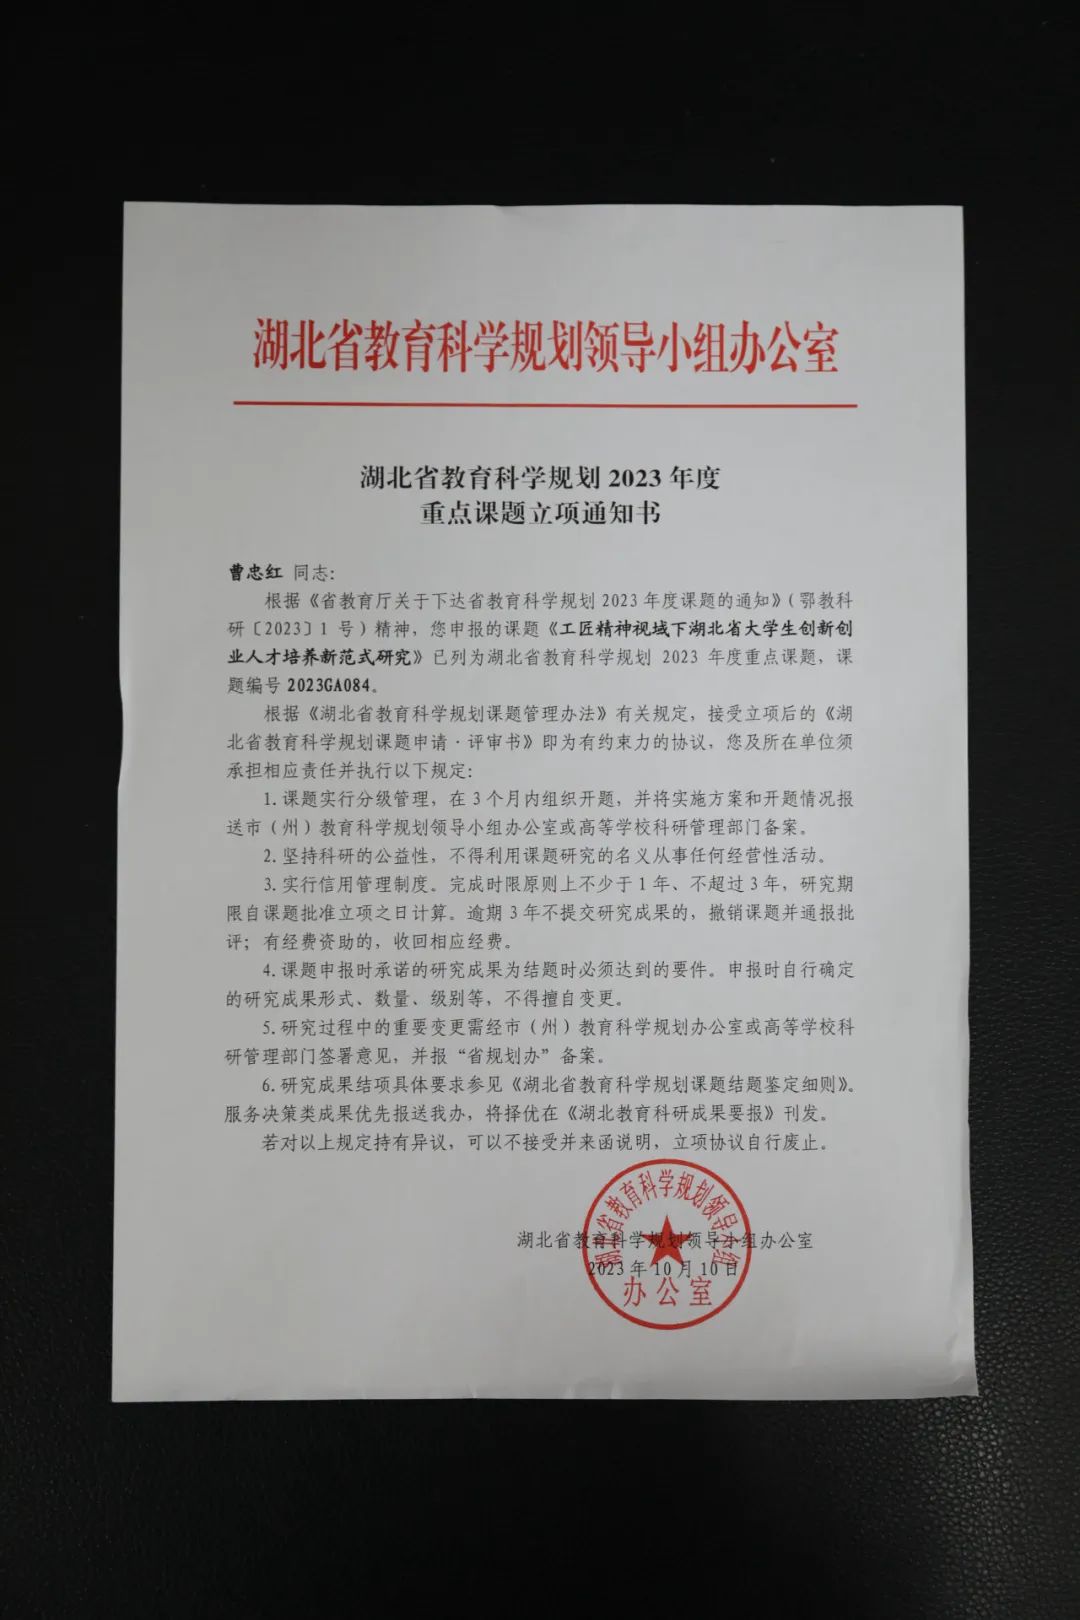 湖北省教育科学规划领导小组办公室
湖北省教育科学规划 2023 年度
重点课题立项通知书
曹忠红 同志：
根据《省教育厅关于下达省教育科学规划 2023 年度课题的通知》（鄂教科
研〔2023〕1 号）精神，您申报的课题《工匠精神视域下湖北省大学生创新创
业人才培养新范式研究》已列为湖北省教育科学规划 2023 年度重点课题，课
题编号 2023GA084。
根据《湖北省教育科学规划课题管理办法》有关规定，接受立项后的《湖
北省教育科学规划课题申请·评审书》即为有约束力的协议，您及所在单位须
承担相应责任并执行以下规定：
1. 课题实行分级管理，在 3 个月内组织开题，并将实施方案和开题情况报
送市（州）教育科学规划领导小组办公室或高等学校科研管理部门备案。
2. 坚持科研的公益性，不得利用课题研究的名义从事任何经营性活动。
3. 实行信用管理制度。完成时限原则上不少于 1 年、不超过 3 年，研究期
限自课题批准立项之日计算。逾期 3 年不提交研究成果的，撤销课题并通报批
评；有经费资助的，收回相应经费。
4. 课题申报时承诺的研究成果为结题时必须达到的要件。申报时自行确定
的研究成果形式、数量、级别等，不得擅自变更。
5. 研究过程中的重要变更需经市（州）教育科学规划办公室或高等学校科
研管理部门签署意见，并报“省规划办”备案。
6. 研究成果结项具体要求参见《湖北省教育科学规划课题结题鉴定细则》。
服务决策类成果优先报送我办，将择优在《湖北教育科研成果要报》刊发。
若对以上规定持有异议，可以不接受并来函说明，立项协议自行废止。
湖北省教育科学规划领导小组办公室
2023 年 10 月 10 日
湖北省教育科学规划领导小组
办公室